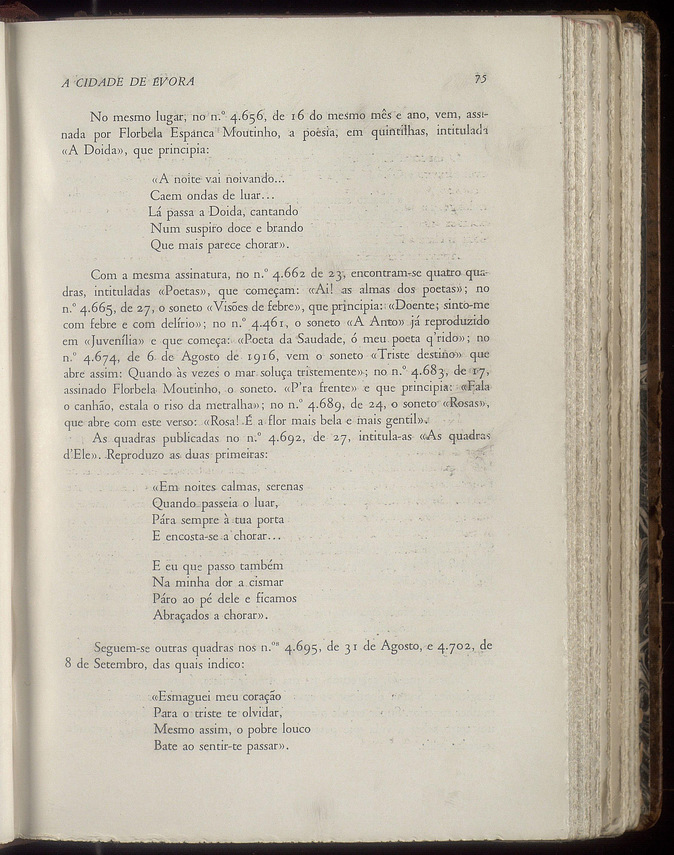 A CIDADE DE ÉVORA 75
No mesmo lugar, no n.º 4.656, de 16 do mesmo mês e ano, vem, assi-
nada por Florbela Espanca Moutinho, a poesia, em quintilhas, intitulada
«A Doida», que principia:
«A noite vai noivando...
Caem ondas de luar...
Lá passa a Doida, cantando
Num suspiro doce e brando
Que mais parece chorar».
Com a mesma assinatura, no n.º 4.662 de 23, encontram-se quatro qua-
dras, intituladas «Poetas», que começam: «Ai! as almas dos poetas»; no
n.º 4.665, de 27, o soneto «Visões de febre», que principia: «Doente; sinto-me
com febre e com delírio»; no n.º 4.461, o soneto «A Anto» já reproduzido
em «Juvenília» e que começa: «Poeta da Saudade, ó meu poeta q'rido»; no
n.º 4.674, de 6 de Agosto de 1916, vem o soneto «Triste destino» que
abre assim: Quando às vezes o mar soluça tristemente»; no n.º 4.683, de 17,
assinado Florbela Moutinho, o soneto. «P'ra frente» e que principia: «Fala
o canhão, estala o riso da metralha»; no n.º 4.689, de 24, o soneto «Rosas»,
que abre com este verso: «Rosa! É a flor mais bela e mais gentil».
As quadras publicadas no n.º 4.692, de 27, intitula-as «As quadras
d'Ele». Reproduzo as duas primeiras:
«Em noites calmas, serenas
Quando passeia o luar,
Pára sempre à tua porta
E encosta-se a chorar...
E eu que passo também
Na minha dor a cismar
Páro ao pé dele e ficamos
Abraçados a chorar».
Seguem-se outras quadras nos n.ºˢ 4.695, de 31 de Agosto, e 4.702, de
8 de Setembro, das quais indico:
«Esmaguei meu coração
Para o triste te olvidar,
Mesmo assim, o pobre louco
Bate ao sentir-te passar».